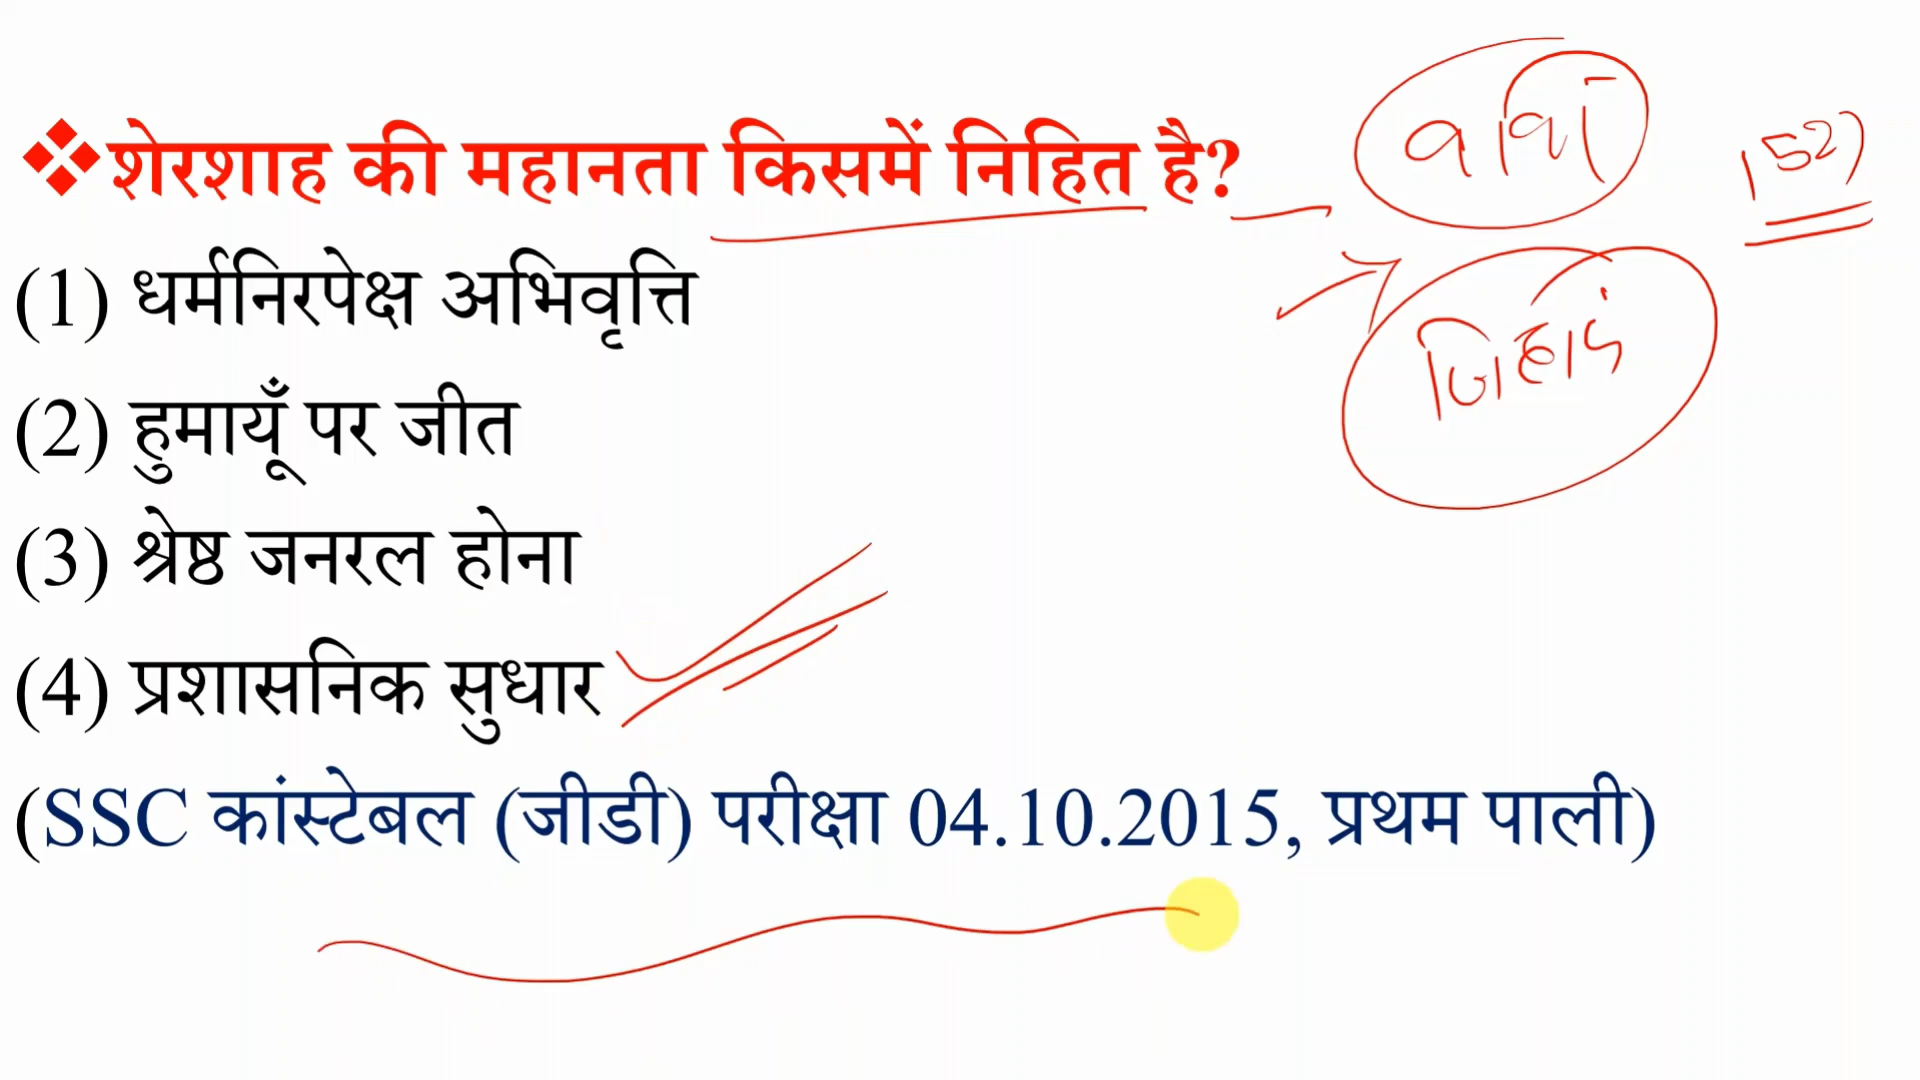 ❖शेरशाह की महानता किसमें निहित है?
(1) धर्मनिरपेक्ष अभिवृत्ति
(2) हुमायूँ पर जीत
(3) श्रेष्ठ जनरल होना
(4) प्रशासनिक सुधार
(SSC कांस्टेबल (जीडी) परीक्षा 04.10.2015, प्रथम पाली)
1527
जिहाद